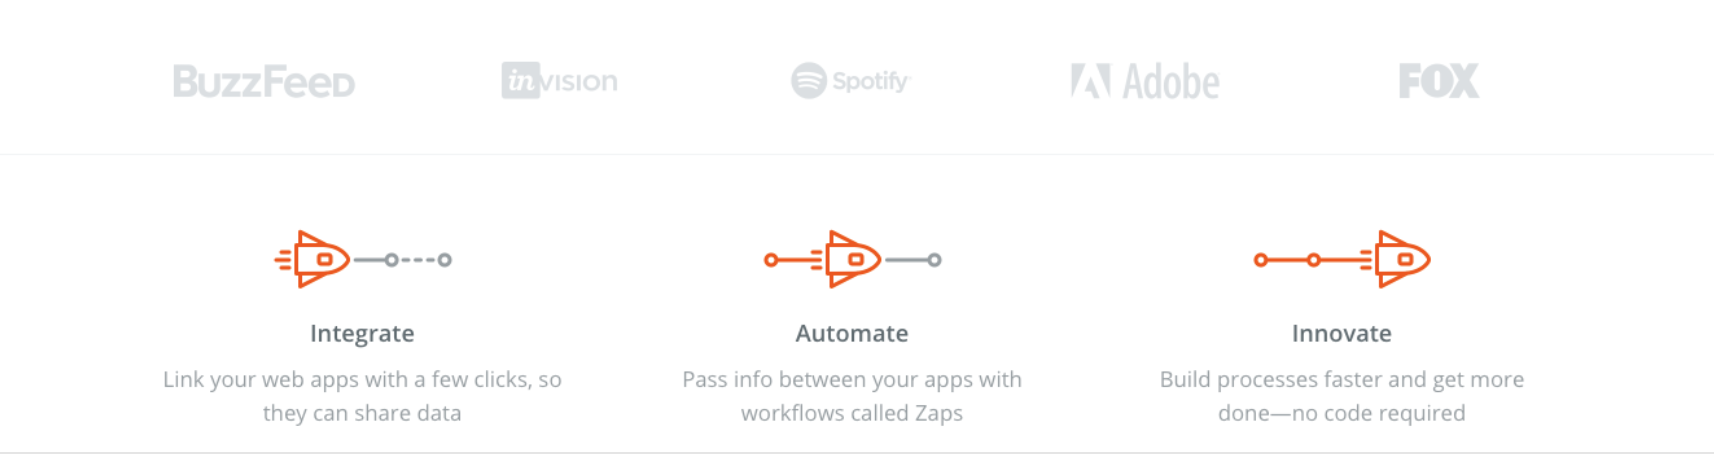 BuzzFeed
inVision
Spotify
Adobe
FOX
Integrate
Link your web apps with a few clicks, so
they can share data
Automate
Pass info between your apps with
workflows called Zaps
Innovate
Build processes faster and get more
done—no code required